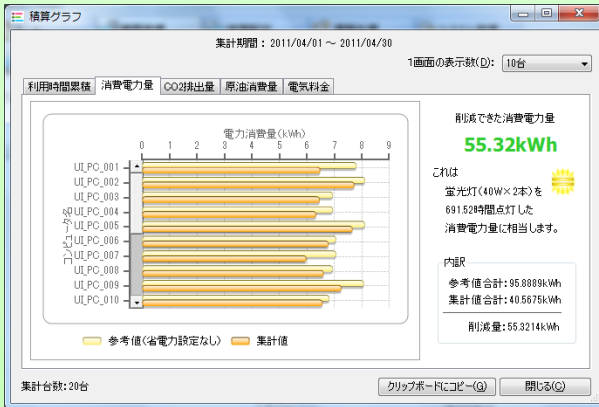 積算グラフ
集計期間: 2011/04/01 ～ 2011/04/30
1画面の表示数(D): 10台
利用時間累積 消費電力量 CO2排出量 原油消費量 電気料金
電力消費量(kWh)
0 1 2 3 4 5 6 7 8 9
コンピュータ名
UI_PC_001
UI_PC_002
UI_PC_003
UI_PC_004
UI_PC_005
UI_PC_006
UI_PC_007
UI_PC_008
UI_PC_009
UI_PC_010
参考値(省電力設定なし) 集計値
削減できた消費電力量
55.32kWh
これは
蛍光灯(40W×2本)を
691.52時間点灯した
消費電力量に相当します。
内訳
参考値合計:95.8889kWh
集計値合計:40.5675kWh
削減量:55.3214kWh
集計台数:20台
クリップボードにコピー(G) 閉じる(C)